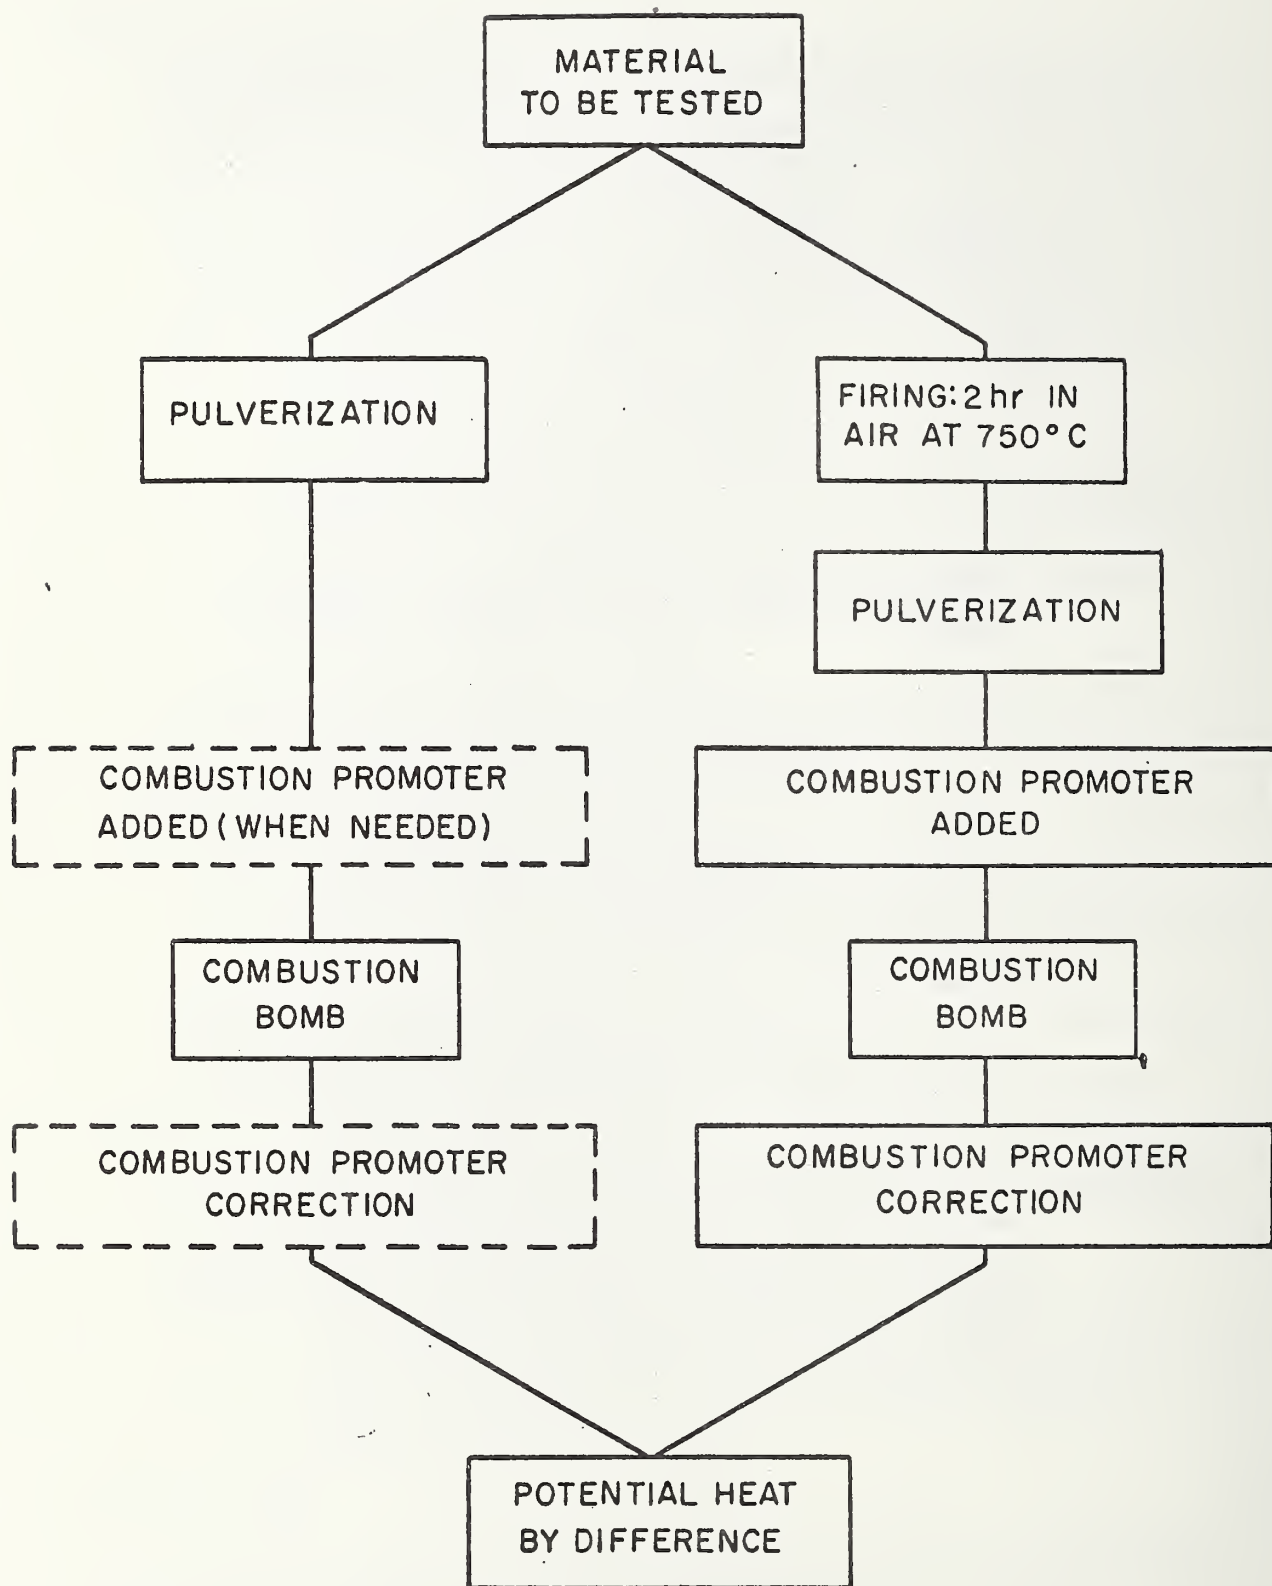 MATERIAL
TO BE TESTED
PULVERIZATION
FIRING: 2 hr IN
AIR AT 750°C
PULVERIZATION
COMBUSTION PROMOTER
ADDED (WHEN NEEDED)
COMBUSTION PROMOTER
ADDED
COMBUSTION
BOMB
COMBUSTION
BOMB
COMBUSTION PROMOTER
CORRECTION
COMBUSTION PROMOTER
CORRECTION
POTENTIAL HEAT
BY DIFFERENCE